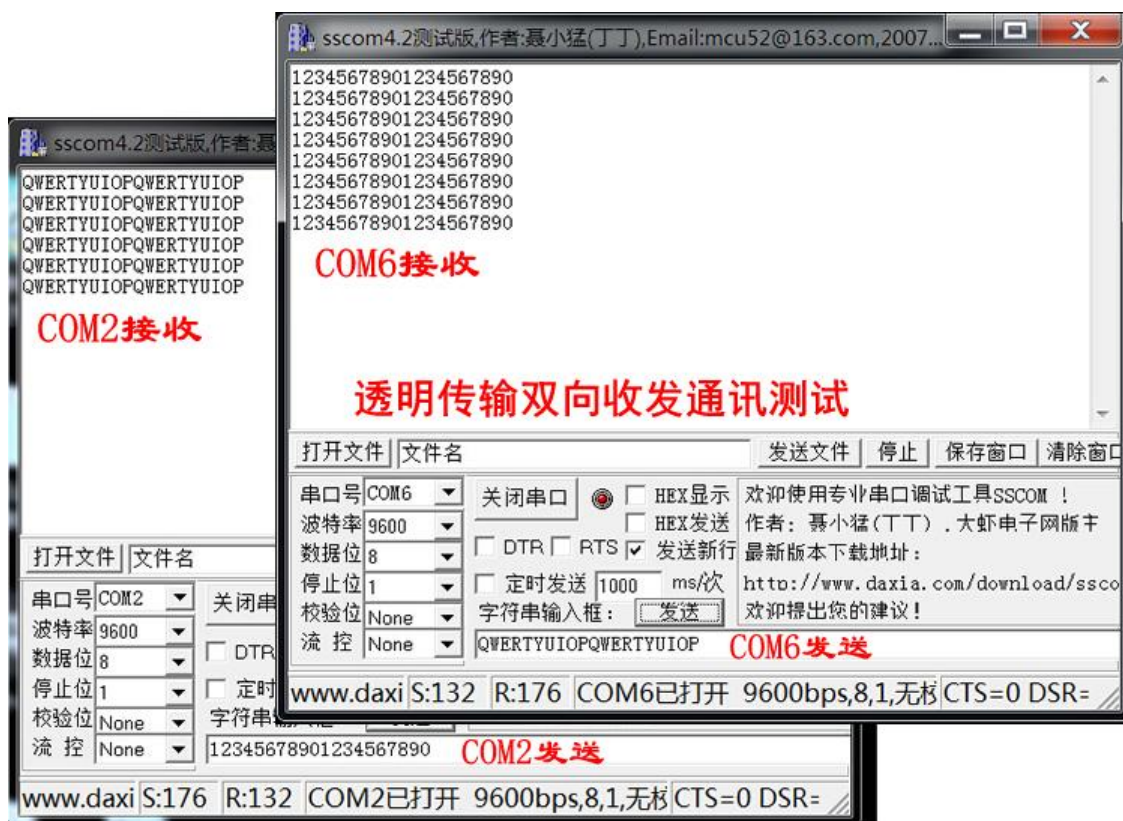 sscom4.2测试版,作者:聂小猛(丁丁),Email:mcu52@163.com,2007...
12345678901234567890
12345678901234567890
12345678901234567890
12345678901234567890
12345678901234567890
12345678901234567890
12345678901234567890
12345678901234567890
COM6接收
透明传输双向收发通讯测试
打开文件 文件名 发送文件 停止 保存窗口 清除窗口
串口号 COM6 关闭串口 HEX显示 欢迎使用专业串口调试工具SSCOM !
波特率 9600 HEX发送 作者: 聂小猛(丁丁) .大虾电子网版主
数据位 8 DTR RTS 发送新行 最新版本下载地址:
停止位 1 定时发送 1000 ms/次 http://www.daxia.com/download/ssco
校验位 None 字符串输入框: 发送 欢迎提出您的建议!
流 控 None QWERTYUIOPQWERTYUIOP COM6发送
www.daxi S:132 R:176 COM6已打开 9600bps,8,1,无 CTS=0 DSR=
sscom4.2测试版,作者:
QWERTYUIOPQWERTYUIOP
QWERTYUIOPQWERTYUIOP
QWERTYUIOPQWERTYUIOP
QWERTYUIOPQWERTYUIOP
QWERTYUIOPQWERTYUIOP
QWERTYUIOPQWERTYUIOP
COM2接收
打开文件 文件名
串口号 COM2 关闭串
波特率 9600
数据位 8 DTR
停止位 1 定时
校验位 None 字符串
流 控 None 12345678901234567890 COM2发送
www.daxi S:176 R:132 COM2已打开 9600bps,8,1,无 CTS=0 DSR=